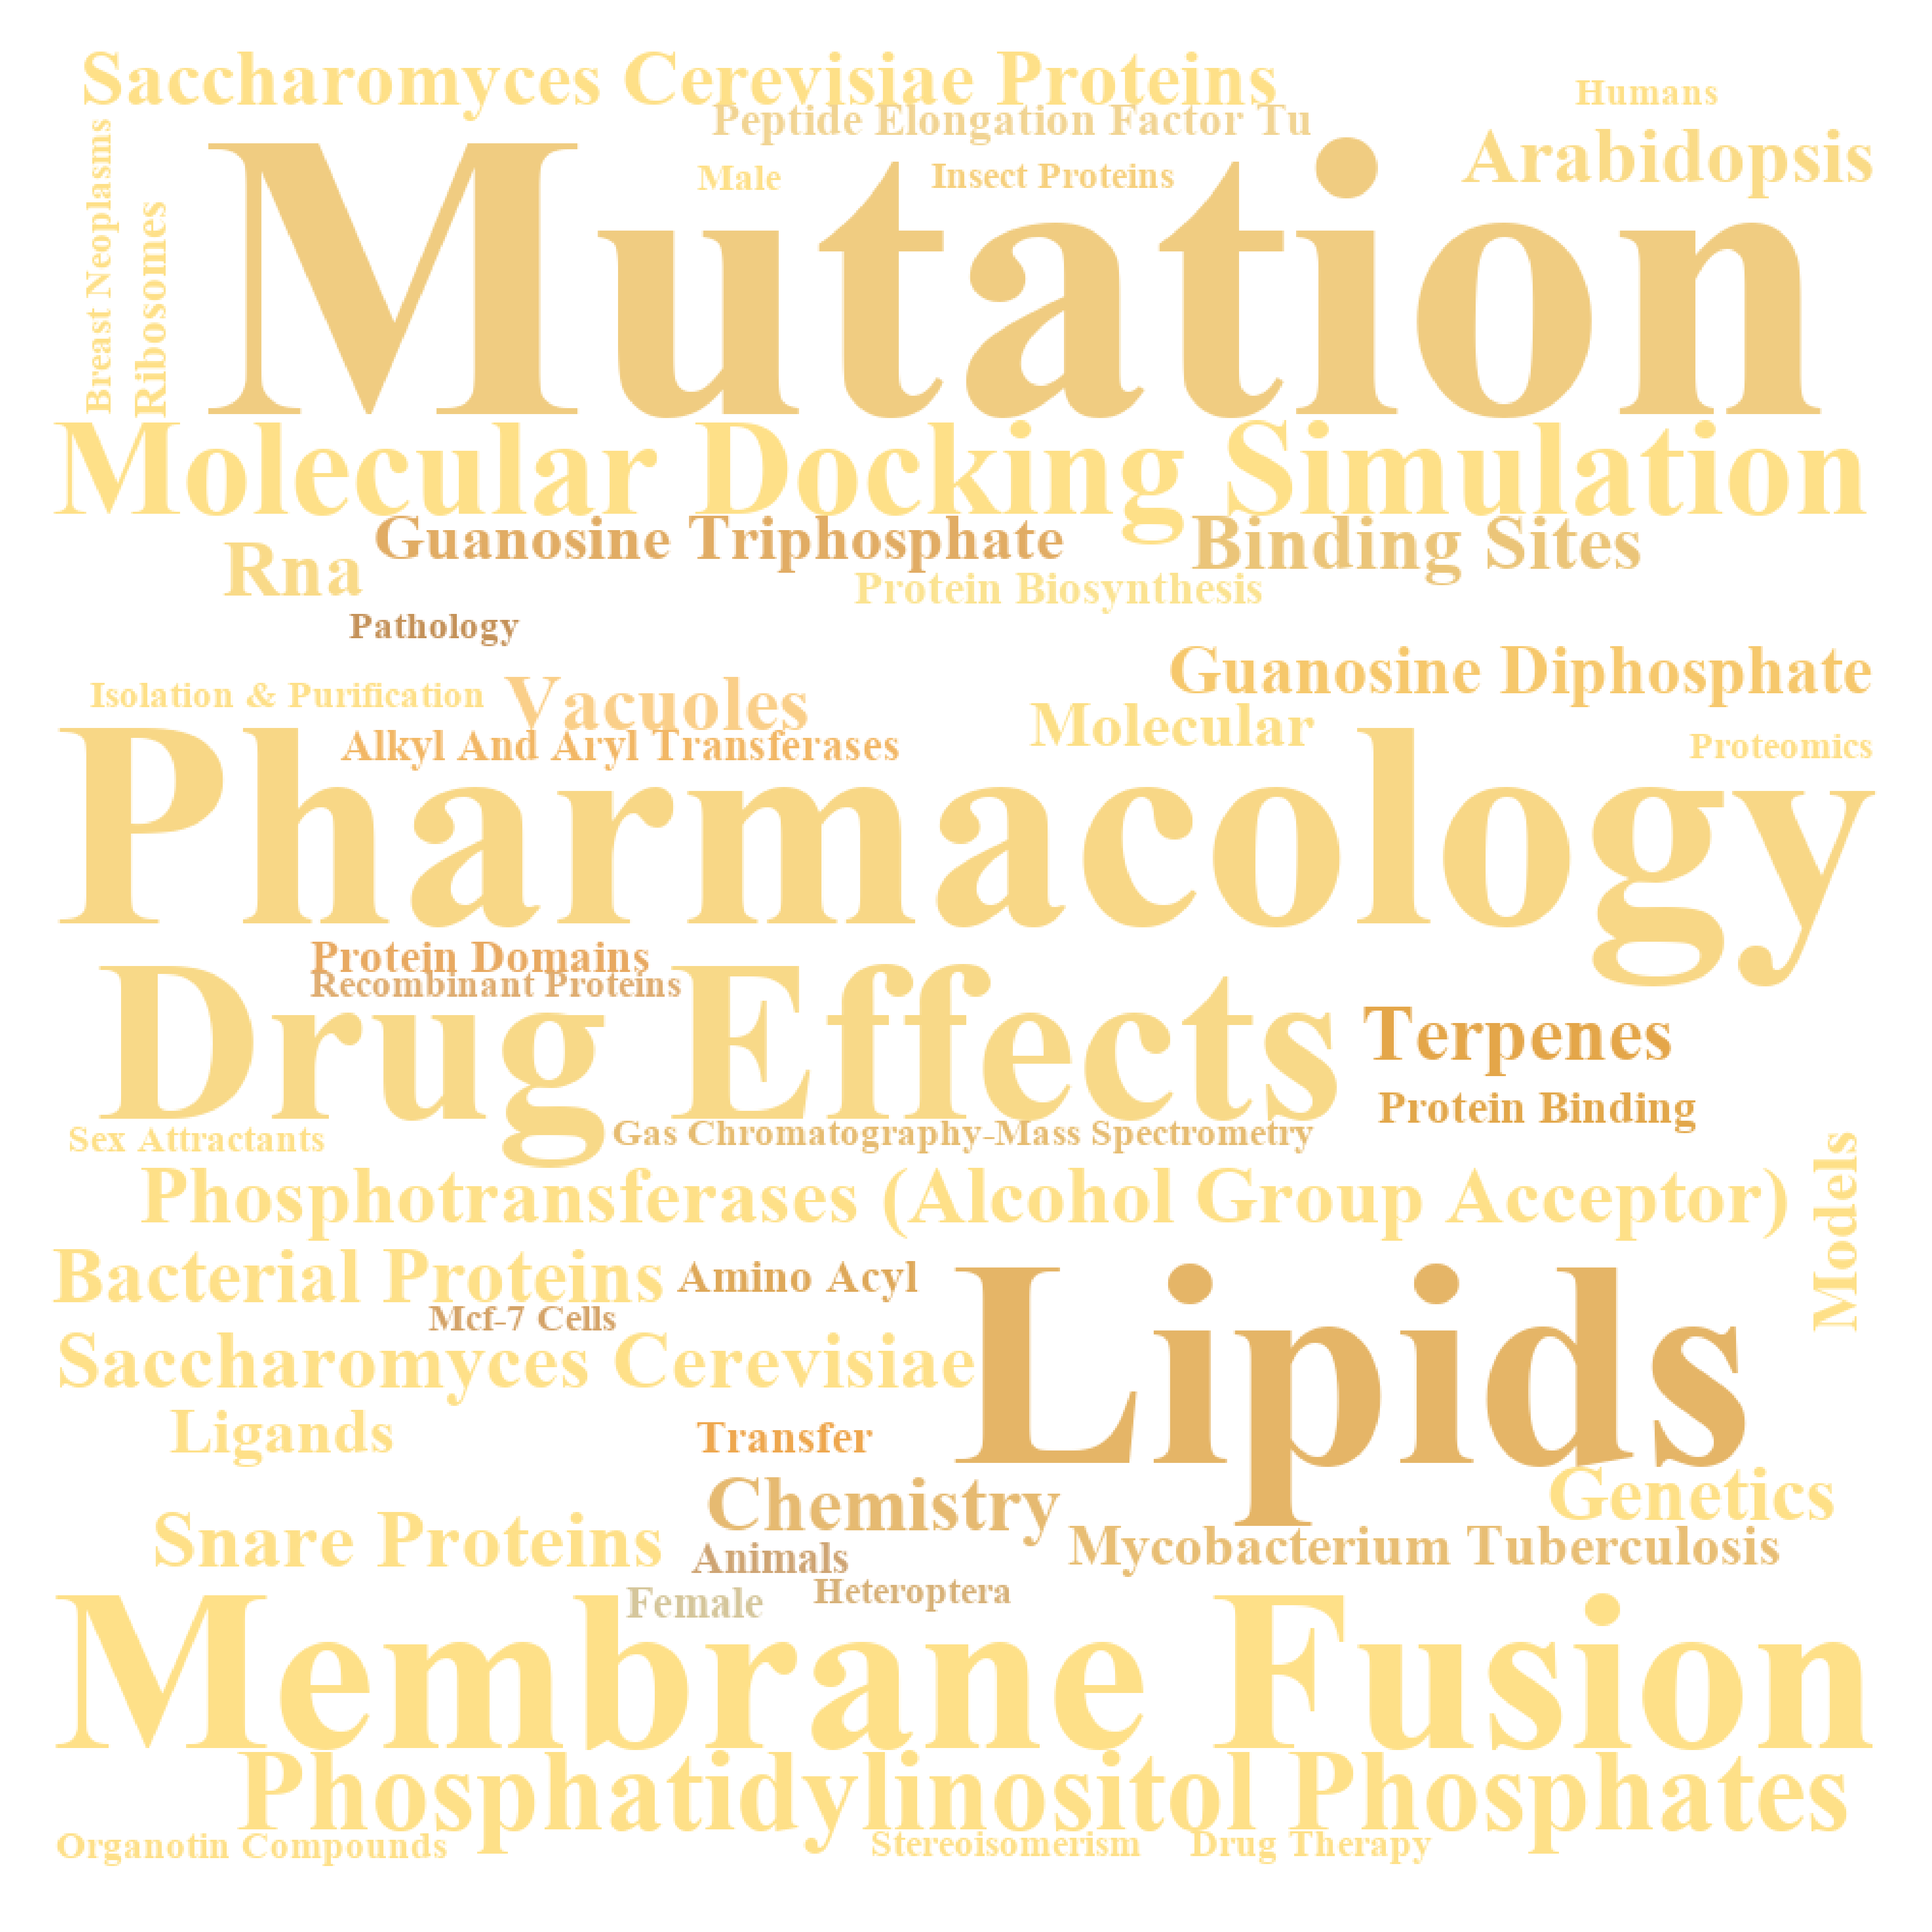 Saccharomyces Cerevisiae Proteins
Humans
Peptide Elongation Factor Tu
Arabidopsis
Male
Insect Proteins
Breast Neoplasms
Ribosomes
Mutation
Molecular Docking Simulation
Guanosine Triphosphate
Binding Sites
Rna
Protein Biosynthesis
Pathology
Guanosine Diphosphate
Isolation & Purification
Vacuoles
Molecular
Alkyl And Aryl Transferases
Proteomics
Pharmacology
Protein Domains
Recombinant Proteins
Drug Effects
Terpenes
Protein Binding
Sex Attractants
Gas Chromatography-Mass Spectrometry
Phosphotransferases (Alcohol Group Acceptor)
Models
Bacterial Proteins
Amino Acyl
Mcf-7 Cells
Lipids
Saccharomyces Cerevisiae
Ligands
Transfer
Chemistry
Genetics
Snare Proteins
Animals
Mycobacterium Tuberculosis
Female
Heteroptera
Membrane Fusion
Phosphatidylinositol Phosphates
Organotin Compounds
Stereoisomerism
Drug Therapy